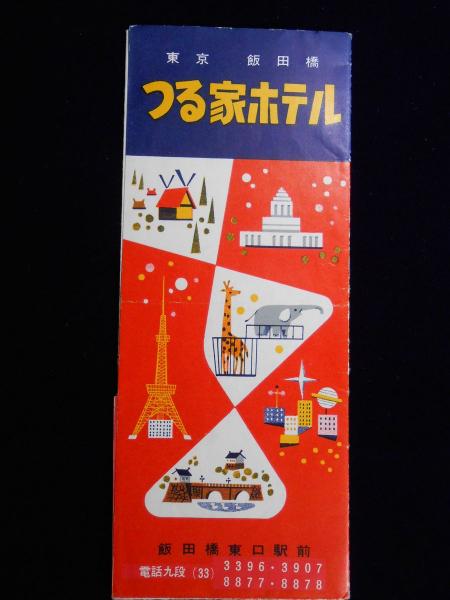 東京 飯田橋
つる家ホテル
飯田橋東口駅前
電話九段(33) 3396・3907
8877・8878